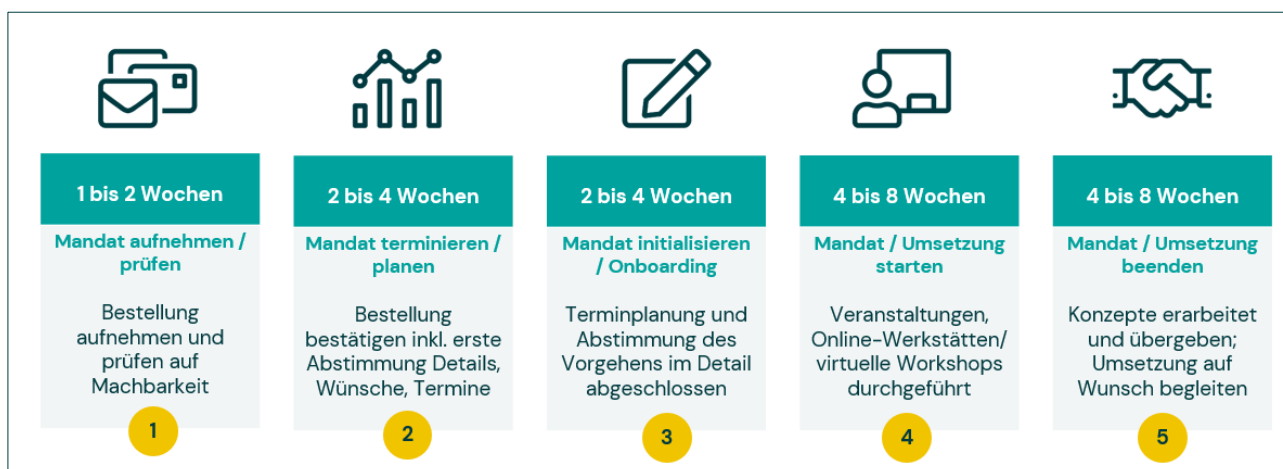 1 bis 2 Wochen
Mandat aufnehmen /
prüfen
Bestellung
aufnehmen und
prüfen auf
Machbarkeit
1
2 bis 4 Wochen
Mandat terminieren /
planen
Bestellung
bestätigen inkl. erste
Abstimmung Details,
Wünsche, Termine
2
2 bis 4 Wochen
Mandat initialisieren
/ Onboarding
Terminplanung und
Abstimmung des
Vorgehens im Detail
abgeschlossen
3
4 bis 8 Wochen
Mandat / Umsetzung
starten
Veranstaltungen,
Online-Werkstätten/
virtuelle Workshops
durchgeführt
4
4 bis 8 Wochen
Mandat / Umsetzung
beenden
Konzepte erarbeitet
und übergeben;
Umsetzung auf
Wunsch begleiten
5